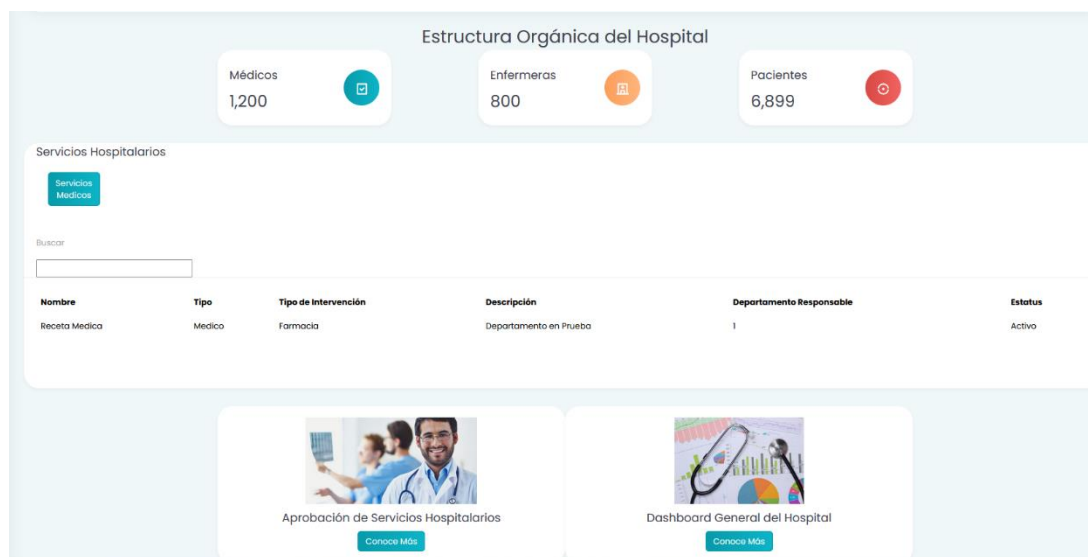 Estructura Orgánica del Hospital
Médicos
1,200
Enfermeras
800
Pacientes
6,899
Servicios Hospitalarios
Servicios
Medicos
Buscar
Nombre Tipo Tipo de Intervención Descripción Departamento Responsable Estatus
Receta Medica Medico Farmacia Departamento en Prueba 1 Activo
Aprobación de Servicios Hospitalarios
Conoce Más
Dashboard General del Hospital
Conoce Más